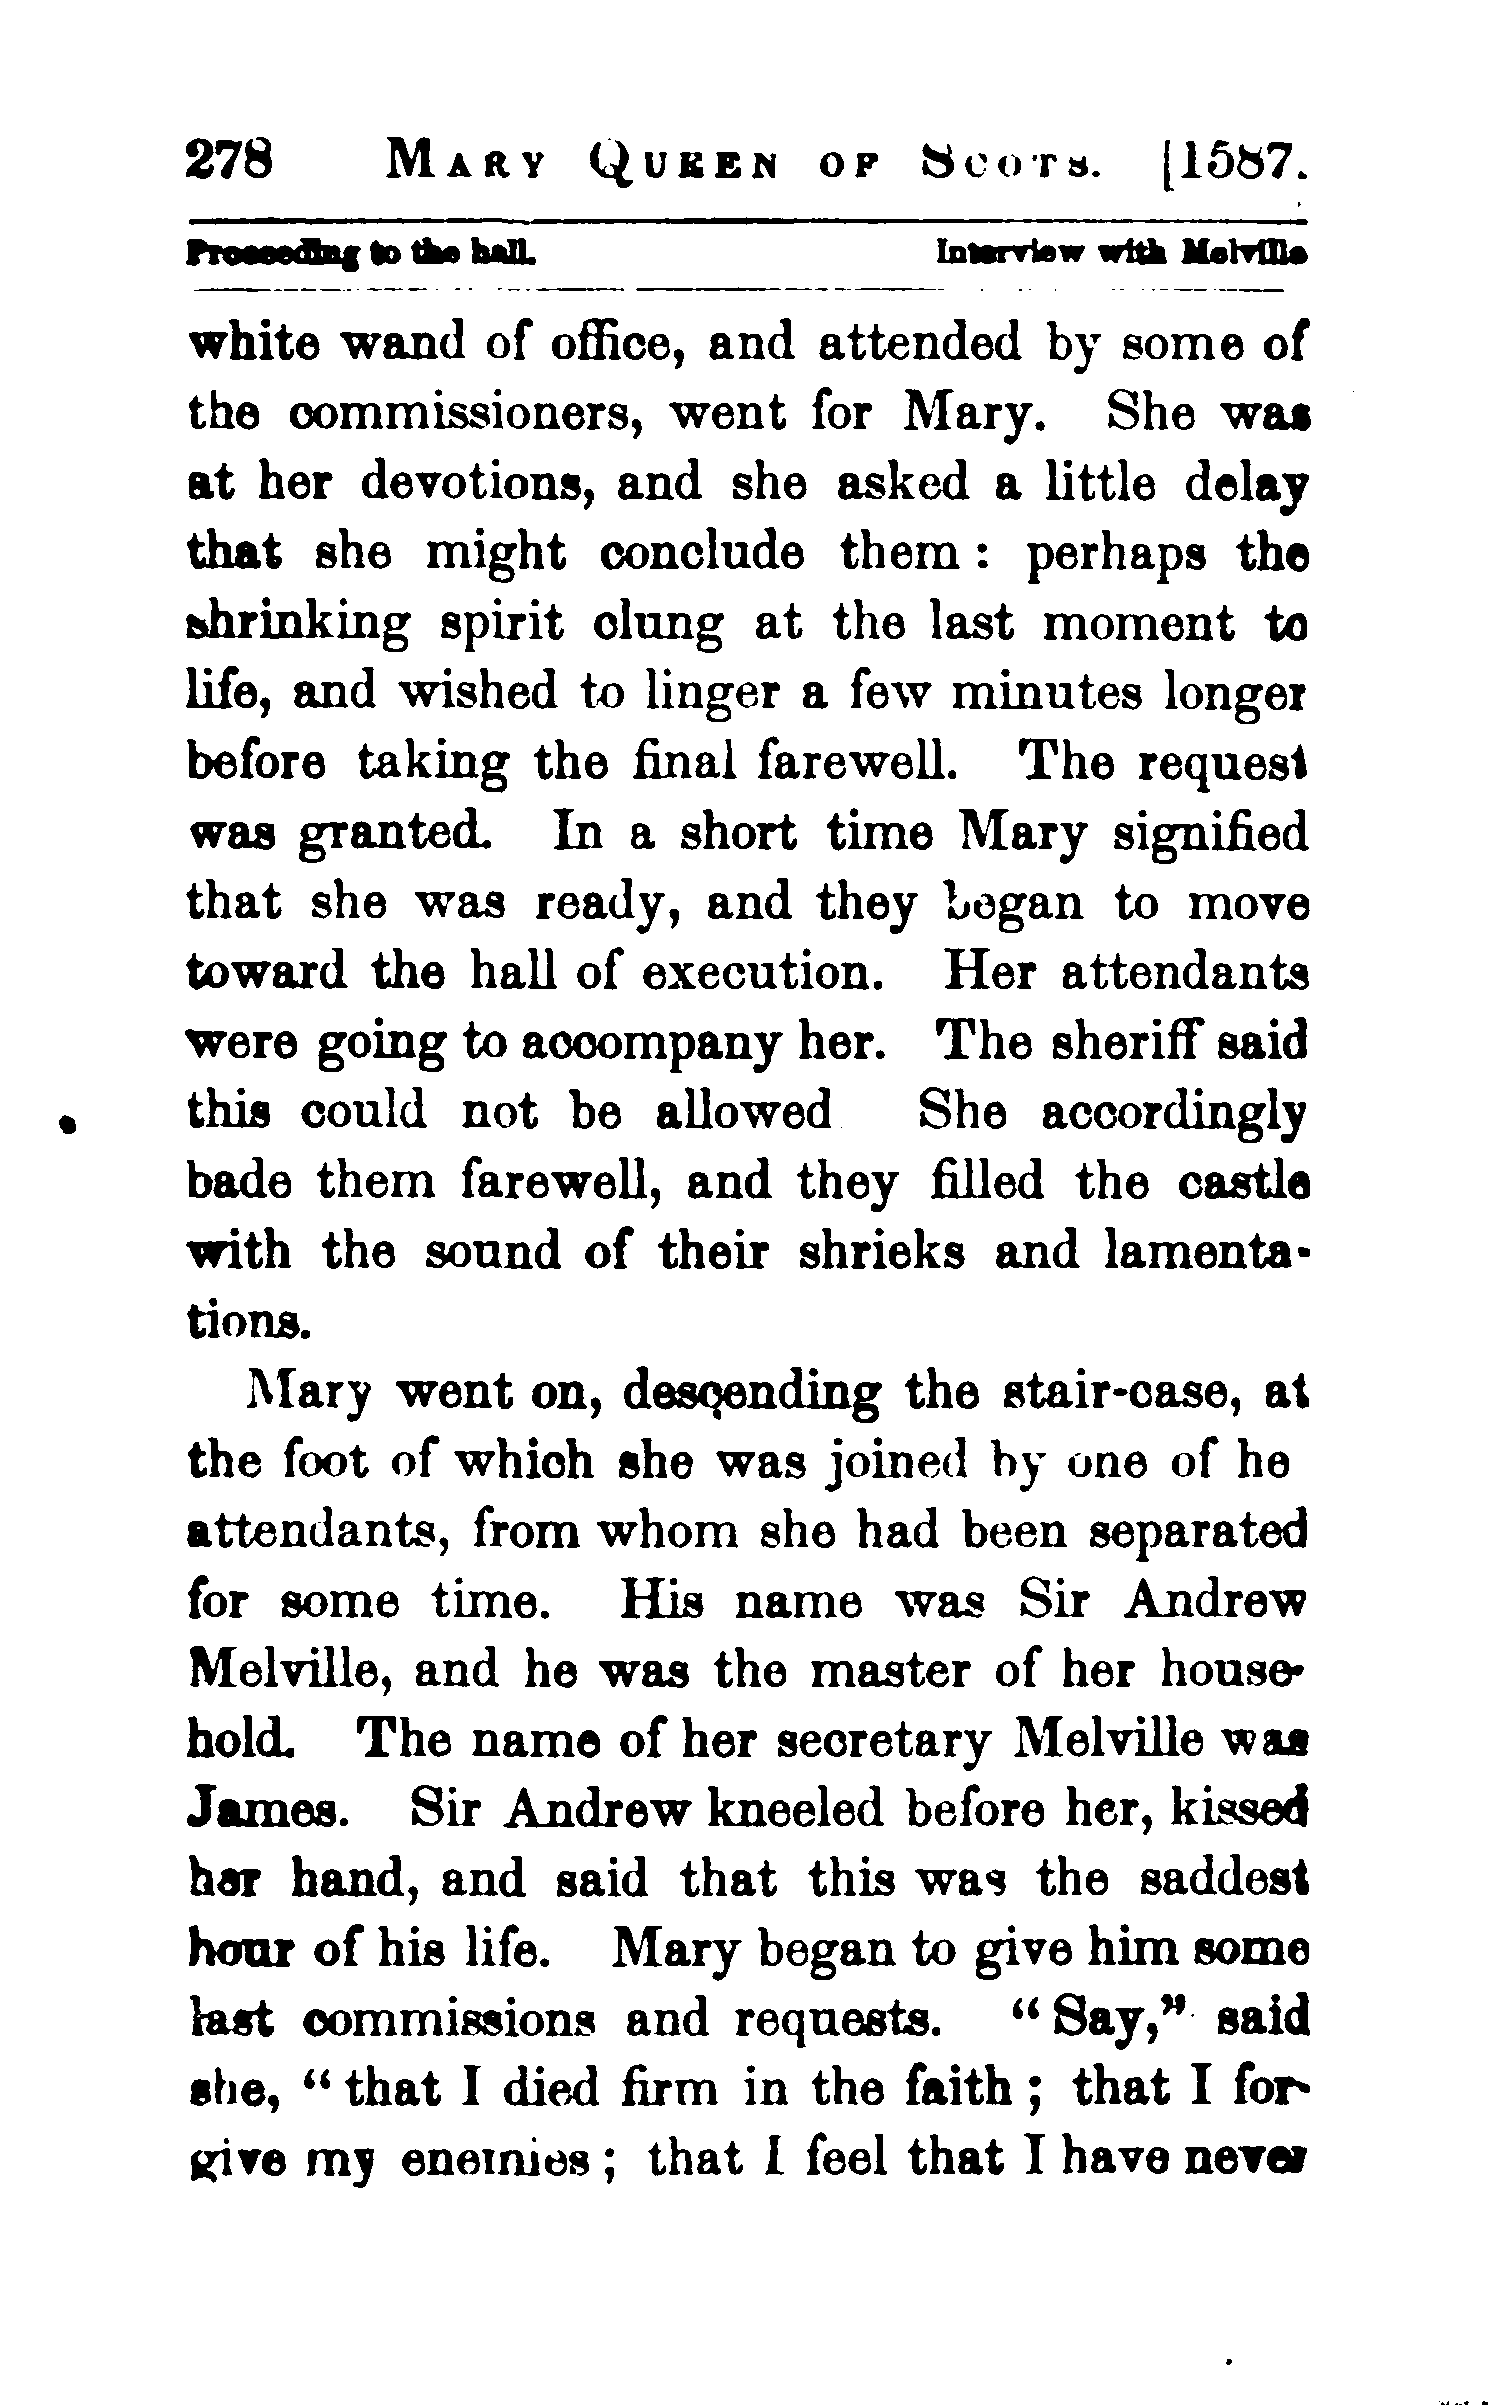 278 MARY QUEEN OF SCOTS. [1587.
Proceeding to the hall. Interview with Melville
white wand of office, and attended by some of
the commissioners, went for Mary. She was
at her devotions, and she asked a little delay
that she might conclude them : perhaps the
shrinking spirit clung at the last moment to
life, and wished to linger a few minutes longer
before taking the final farewell. The request
was granted. In a short time Mary signified
that she was ready, and they began to move
toward the hall of execution. Her attendants
were going to accompany her. The sheriff said
this could not be allowed She accordingly
bade them farewell, and they filled the castle
with the sound of their shrieks and lamenta-
tions.
Mary went on, descending the stair-case, at
the foot of which she was joined by one of he
attendants, from whom she had been separated
for some time. His name was Sir Andrew
Melville, and he was the master of her house-
hold. The name of her secretary Melville was
James. Sir Andrew kneeled before her, kissed
her hand, and said that this was the saddest
hour of his life. Mary began to give him some
last commissions and requests. “ Say,” said
she, “ that I died firm in the faith ; that I for-
give my enemies ; that I feel that I have never